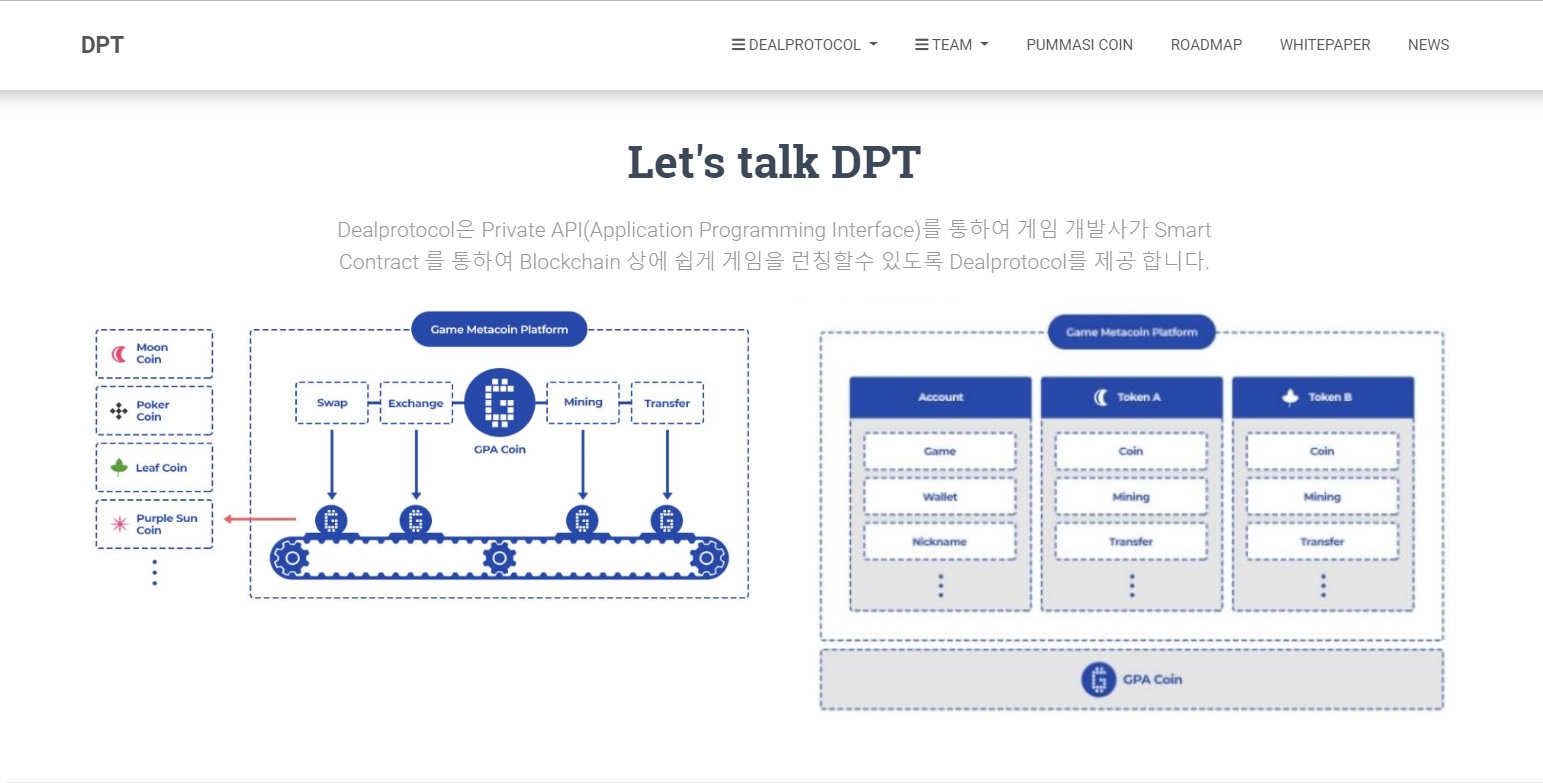 DPT
DEALPROTOCOL
TEAM
PUMMASI COIN
ROADMAP
WHITEPAPER
NEWS
Let's talk DPT
Dealprotocol은 Private API(Application Programming Interface)를 통하여 게임 개발사가 Smart
Contract 를 통하여 Blockchain 상에 쉽게 게임을 런칭할수 있도록 Dealprotocol를 제공 합니다.
Moon
Coin
Poker
Coin
Leaf Coin
Purple Sun
Coin
Game Metacoin Platform
Swap
Exchange
Mining
Transfer
GPA Coin
Game Metacoin Platform
Account
Game
Wallet
Nickname
Token A
Coin
Mining
Transfer
Token B
Coin
Mining
Transfer
GPA Coin